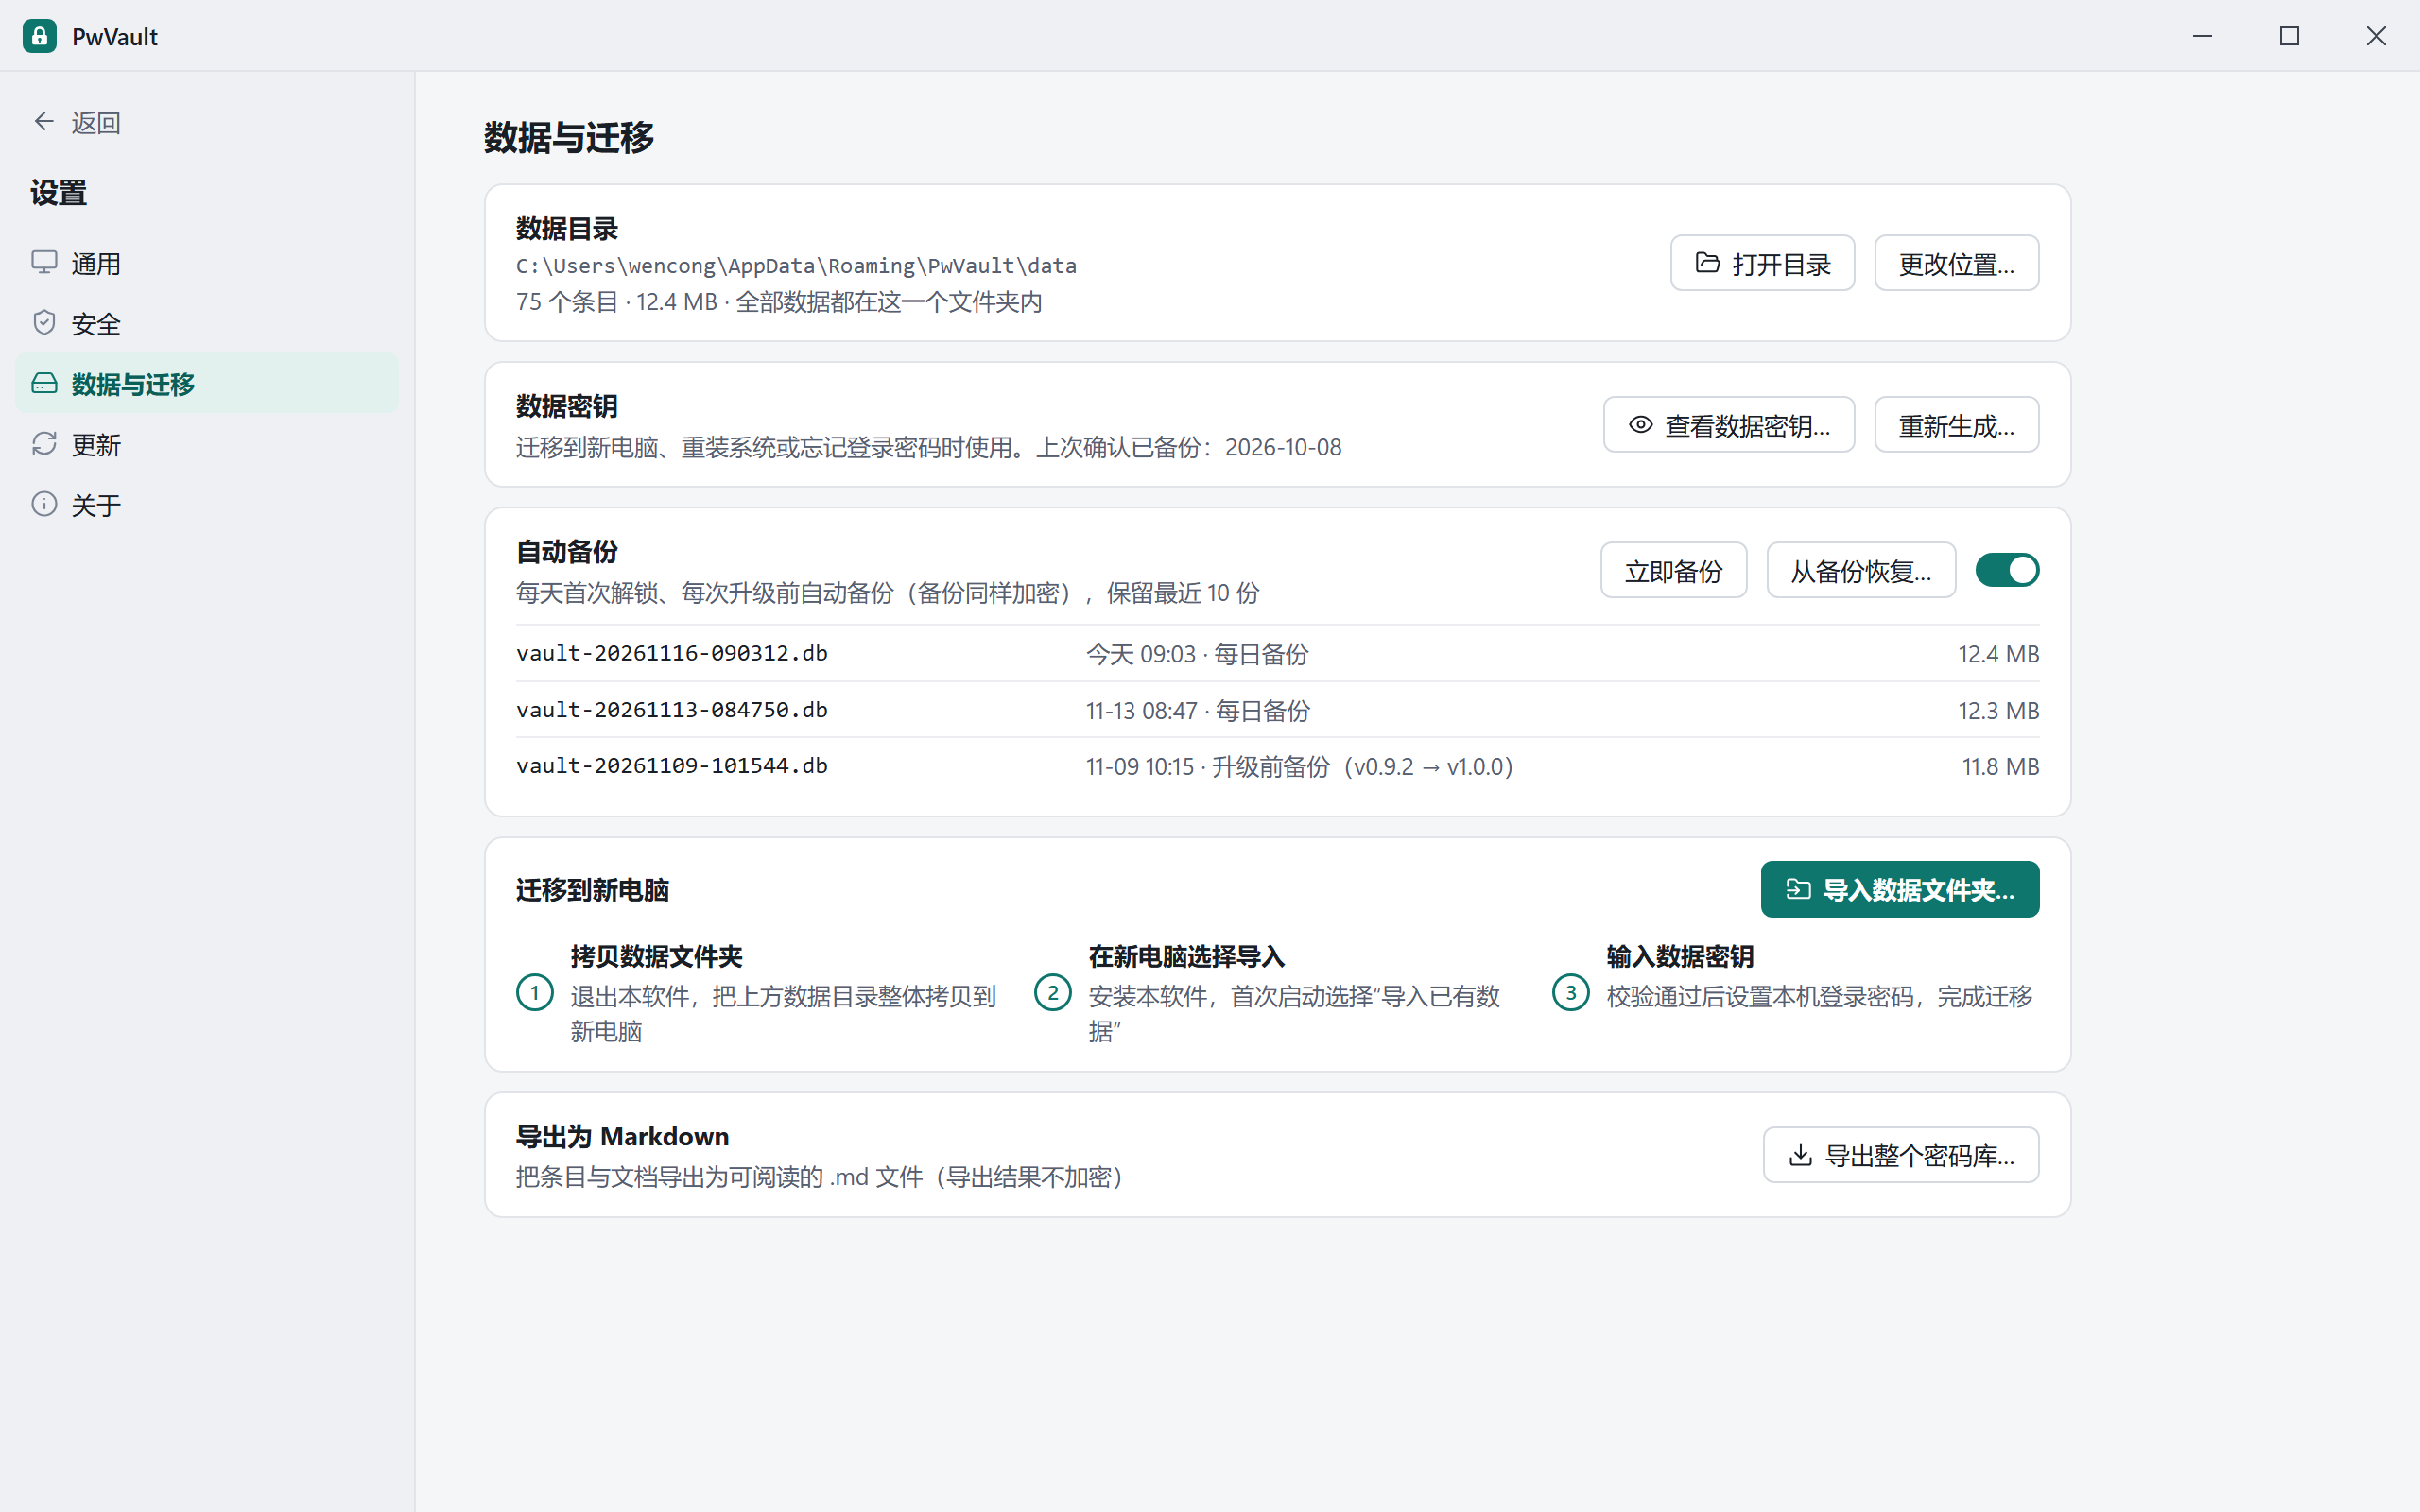 PwVault
返回
设置
通用
安全
数据与迁移
更新
关于
数据与迁移
数据目录
C:\Users\wencong\AppData\Roaming\PwVault\data
75 个条目 · 12.4 MB · 全部数据都在这一个文件夹内
打开目录
更改位置...
数据密钥
迁移到新电脑、重装系统或忘记登录密码时使用。上次确认已备份：2026-10-08
查看数据密钥...
重新生成...
自动备份
每天首次解锁、每次升级前自动备份（备份同样加密），保留最近 10 份
立即备份
从备份恢复...
vault-20261116-090312.db 今天 09:03 · 每日备份 12.4 MB
vault-20261113-084750.db 11-13 08:47 · 每日备份 12.3 MB
vault-20261109-101544.db 11-09 10:15 · 升级前备份（v0.9.2 → v1.0.0） 11.8 MB
迁移到新电脑
导入数据文件夹...
1 拷贝数据文件夹
退出本软件，把上方数据目录整体拷贝到
新电脑
2 在新电脑选择导入
安装本软件，首次启动选择“导入已有数
据”
3 输入数据密钥
校验通过后设置本机登录密码，完成迁移
导出为 Markdown
把条目与文档导出为可阅读的 .md 文件（导出结果不加密）
导出整个密码库...